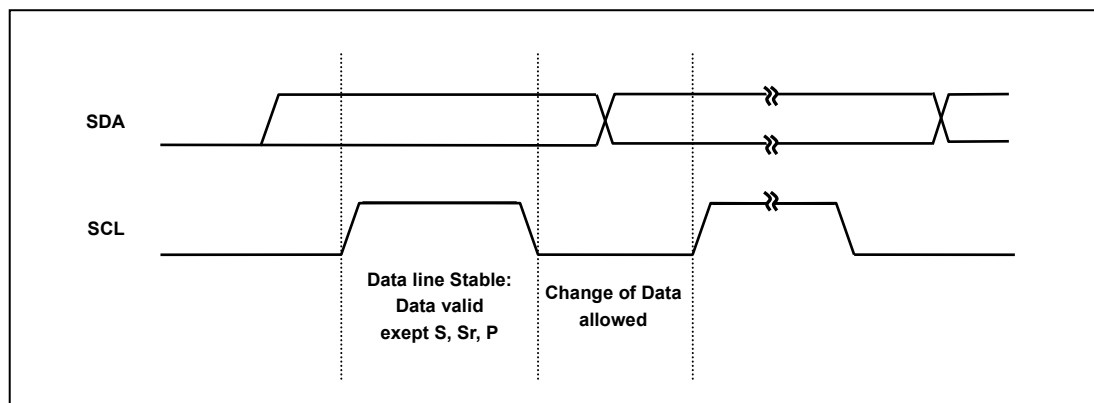 SDA
SCL
Data line Stable:
Data valid
exept S, Sr, P
Change of Data
allowed